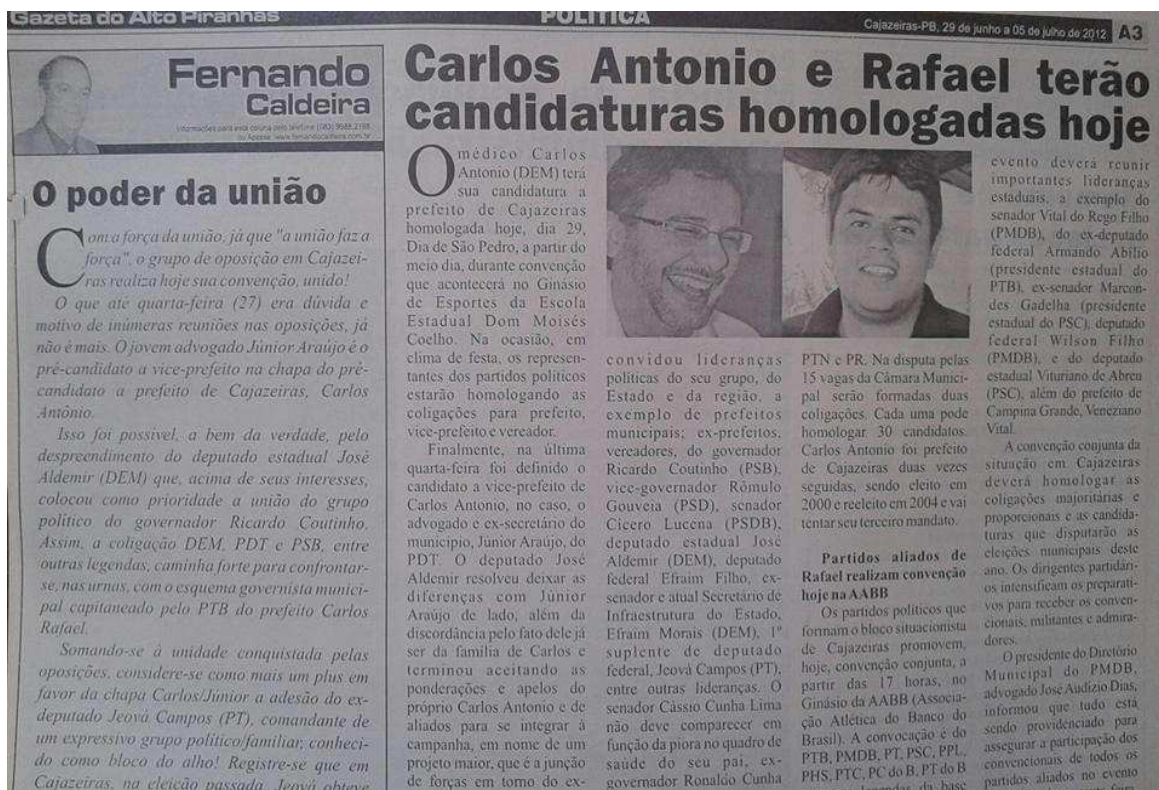 Gazeta do Alto Piranhas
POLÍTICA
Cajazeiras-PB, 29 de junho a 05 de julho de 2012 A3
Fernando
Caldeira
Informações para esta coluna pelo telefone (083) 9588.2198
ou Acesse: www.fernandocaldeira.com.br
O poder da união
Com a força da união, já que "a união faz a
força", o grupo de oposição em Cajazei-
ras realiza hoje sua convenção, unido!
O que até quarta-feira (27) era dúvida e
motivo de inúmeras reuniões nas oposições, já
não é mais. O jovem advogado Júnior Araújo é o
pré-candidato a vice-prefeito na chapa do pré-
candidato a prefeito de Cajazeiras, Carlos
Antônio.
Isso foi possível, a bem da verdade, pelo
despreendimento do deputado estadual José
Aldemir (DEM) que, acima de seus interesses,
colocou como prioridade a união do grupo
político do governador Ricardo Coutinho.
Assim, a coligação DEM, PDT e PSB, entre
outras legendas, caminha forte para confrontar-
se, nas urnas, com o esquema governista munici-
pal capitaneado pelo PTB do prefeito Carlos
Rafael.
Somando-se à unidade conquistada pelas
oposições, considere-se como mais um plus em
favor da chapa Carlos/Júnior a adesão do ex-
deputado Jeová Campos (PT), comandante de
um expressivo grupo político/familiar, conheci-
do como bloco do alho! Registre-se que em
Cajazeiras, na eleição passada, Jeová obteve
Carlos Antonio e Rafael terão
candidaturas homologadas hoje
O médico Carlos
Antonio (DEM) terá
sua candidatura a
prefeito de Cajazeiras
homologada hoje, dia 29,
Dia de São Pedro, a partir do
meio dia, durante convenção
que acontecerá no Ginásio
de Esportes da Escola
Estadual Dom Moisés
Coelho. Na ocasião, em
clima de festa, os represen-
tantes dos partidos políticos
estarão homologando as
coligações para prefeito,
vice-prefeito e vereador.
Finalmente, na última
quarta-feira foi definido o
candidato a vice-prefeito de
Carlos Antonio, no caso, o
advogado e ex-secretário do
município, Júnior Araújo, do
PDT. O deputado José
Aldemir resolveu deixar as
diferenças com Júnior
Araújo de lado, além da
discordância pelo fato dele já
ser da família de Carlos e
terminou aceitando as
ponderações e apelos do
próprio Carlos Antonio e de
aliados para se integrar à
campanha, em nome de um
projeto maior, que é a junção
de forças em torno do ex-
convidou lideranças
políticas do seu grupo, do
Estado e da região, a
exemplo de prefeitos
municipais; ex-prefeitos,
vereadores, do governador
Ricardo Coutinho (PSB),
vice-governador Rômulo
Gouveia (PSD), senador
Cicero Lucena (PSDB),
deputado estadual José
Aldemir (DEM), deputado
federal Efraim Filho, ex-
senador e atual Secretário de
Infraestrutura do Estado,
Efraim Morais (DEM), 1º
suplente de deputado
federal, Jeová Campos (PT),
entre outras lideranças. O
senador Cássio Cunha Lima
não deve comparecer em
função da piora no quadro de
saúde do seu pai, ex-
governador Ronaldo Cunha
PTN e PR. Na disputa pelas
15 vagas da Câmara Munici-
pal serão formadas duas
coligações. Cada uma pode
homologar 30 candidatos.
Carlos Antonio foi prefeito
de Cajazeiras duas vezes
seguidas, sendo eleito em
2000 e reeleito em 2004 e vai
tentar seu terceiro mandato.
Partidos aliados de
Rafael realizam convenção
hoje na AABB
Os partidos políticos que
formam o bloco situacionista
de Cajazeiras promovem,
hoje, convenção conjunta, a
partir das 17 horas, no
Ginásio da AABB (Associa-
ção Atlética do Banco do
Brasil). A convocação é do
PTB, PMDB, PT, PSC, PPL,
PHS, PTC, PC do B, PT do B
legendas da base
evento deverá reunir
importantes lideranças
estaduais, a exemplo do
senador Vital do Rego Filho
(PMDB), do ex-deputado
federal Armando Abílio
(presidente estadual do
PTB), ex-senador Marcon-
des Gadelha (presidente
estadual do PSC), deputado
federal Wilson Filho
(PMDB), e do deputado
estadual Vituriano de Abreu
(PSC), além do prefeito de
Campina Grande, Veneziano
Vital.
A convenção conjunta da
situação em Cajazeiras
deverá homologar as
coligações majoritárias e
proporcionais e as candida-
turas que disputarão as
eleições municipais deste
ano. Os dirigentes partidári-
os intensificam os preparati-
vos para receber os conven-
cionais, militantes e admira-
dores.
O presidente do Diretório
Municipal do PMDB,
advogado José Audízio Dias,
informou que tudo está
sendo providenciado para
assegurar a participação dos
convencionais de todos os
partidos aliados no evento